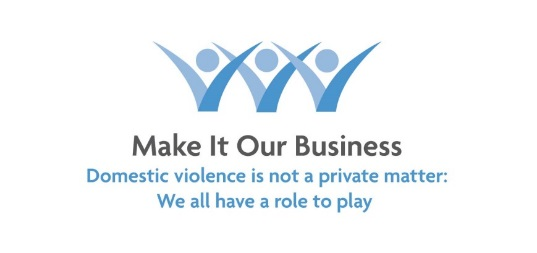 Make It Our Business
Domestic violence is not a private matter:
We all have a role to play